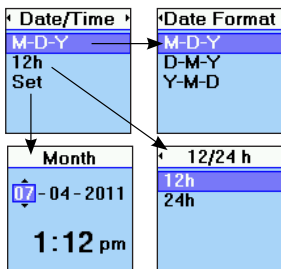 Date/Time
M-D-Y
12h
Set
Date Format
M-D-Y
D-M-Y
Y-M-D
Month
07-04-2011
1:12 pm
12/24 h
12h
24h